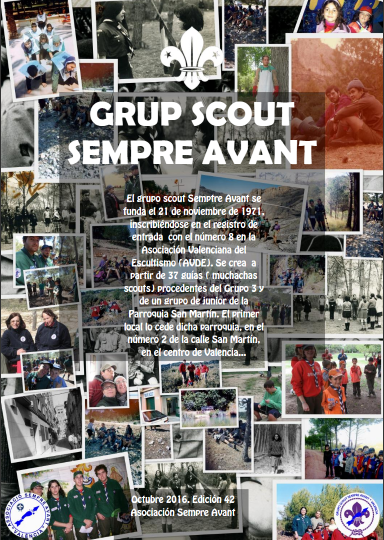 GRUP SCOUT
SEMPRE AVANT
El grupo scout Semptre Avant se
funda el 21 de noviembre de 1971,
inscribiéndose en el registro de
entrada con el número 8 en la
Asociación Valenciana del
Escultismo (AVDE). Se crea a
partir de 37 guías ( muchachas
scouts) procedentes del Grupo 3 y
de un grupo de junior de la
Parroquia San Martín. El primer
local lo cede dicha parroquia, en el
número 2 de la calle San Martín,
en el centro de Valencia...
Octubre 2016. Edición 42
Asociación Sempre Avant